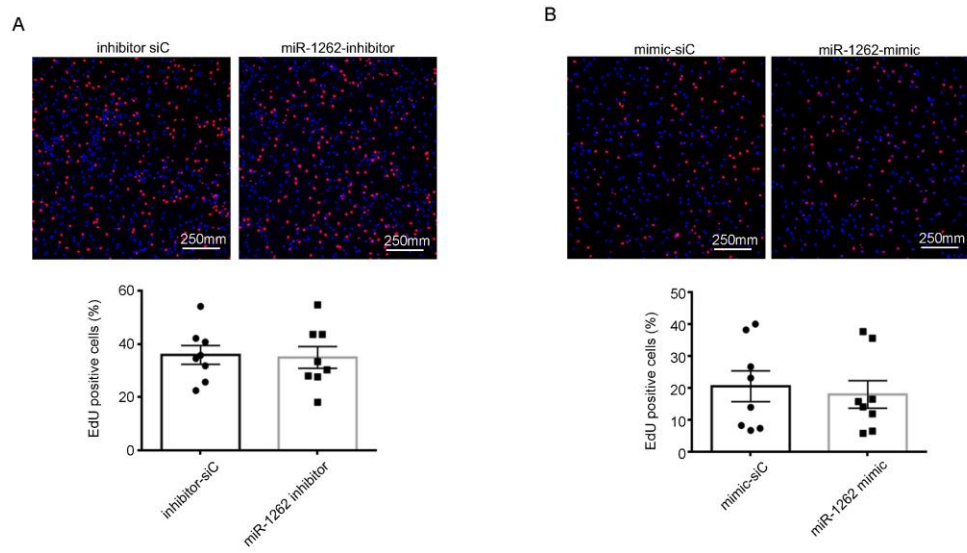 A
inhibitor siC
miR-1262-inhibitor
250mm
250mm
EdU positive cells (%)
60
40
20
0
inhibitor-siC
miR-1262 inhibitor
B
mimic-siC
miR-1262-mimic
250mm
250mm
EdU positive cells (%)
50
40
30
20
10
0
mimic-siC
miR-1262 mimic